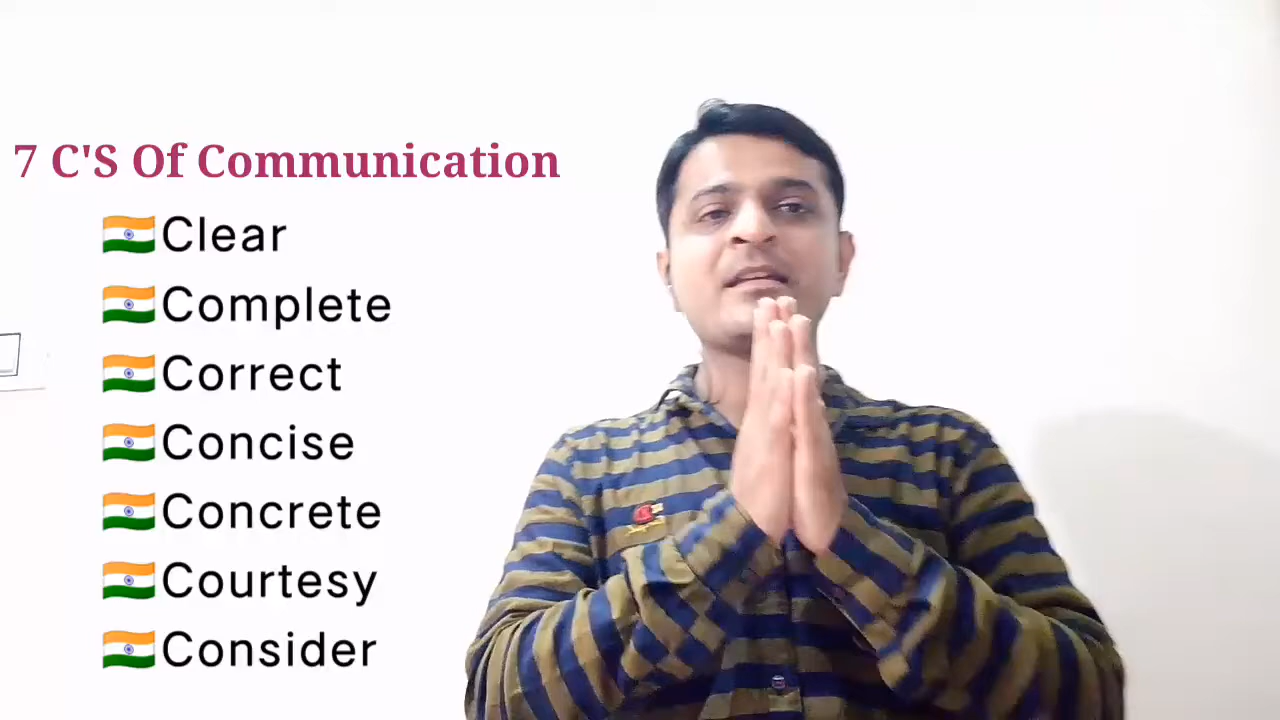 7 C'S Of Communication
🇮🇳Clear
🇮🇳Complete
🇮🇳Correct
🇮🇳Concise
🇮🇳Concrete
🇮🇳Courtesy
🇮🇳Consider